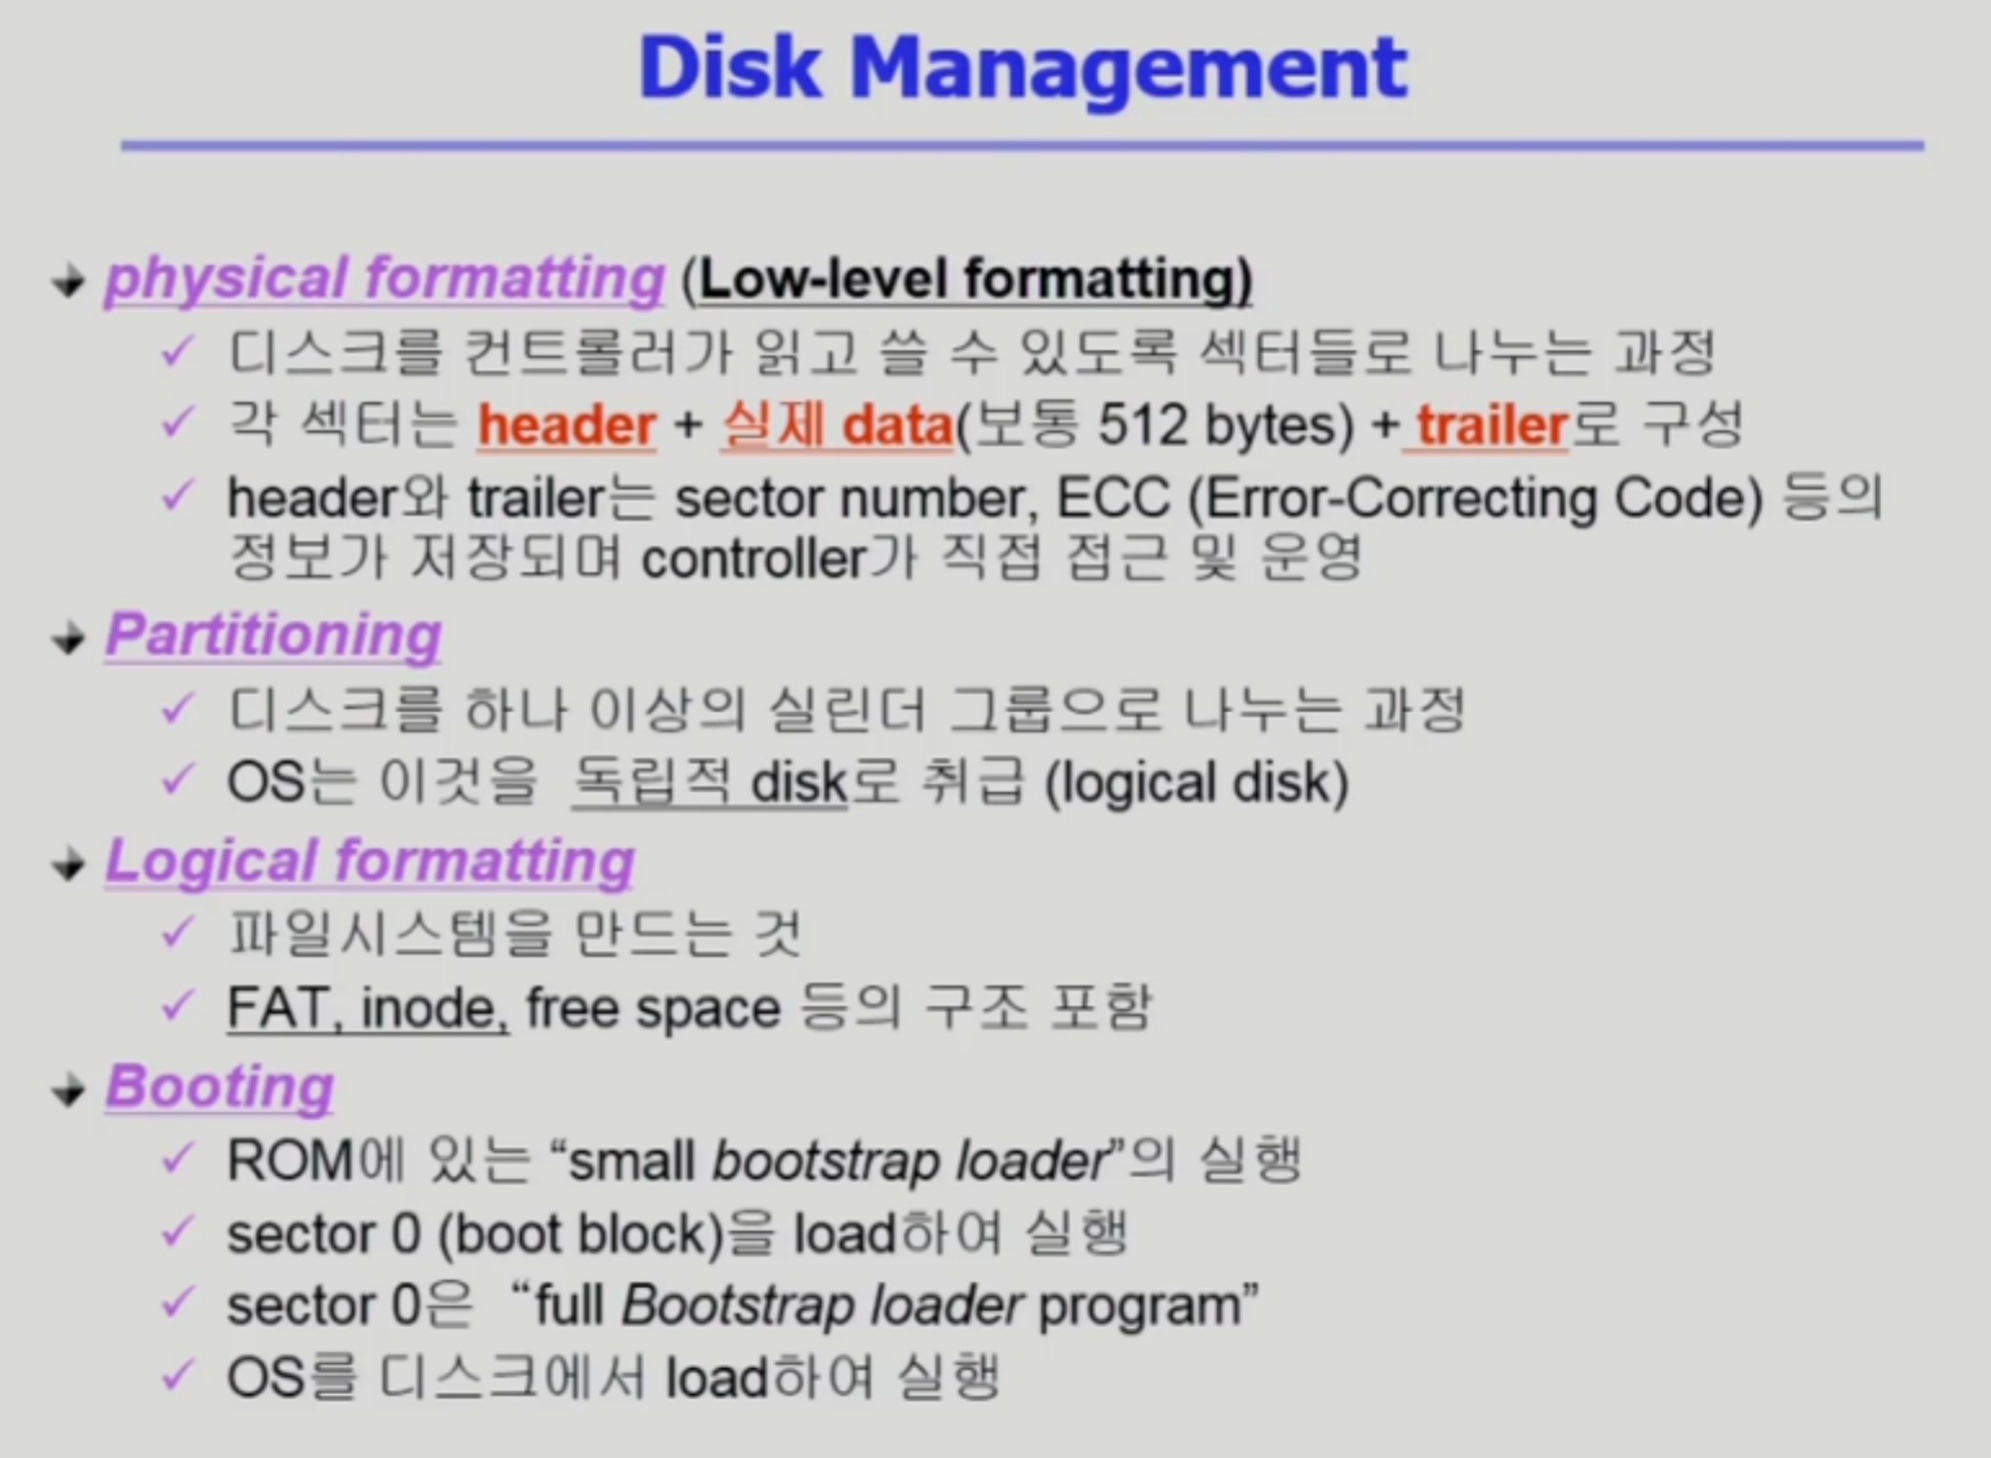 Disk Management
physical formatting (Low-level formatting)
디스크를 컨트롤러가 읽고 쓸 수 있도록 섹터들로 나누는 과정
각 섹터는 header + 실제 data(보통 512 bytes) + trailer로 구성
header와 trailer는 sector number, ECC (Error-Correcting Code) 등의
정보가 저장되며 controller가 직접 접근 및 운영
Partitioning
디스크를 하나 이상의 실린더 그룹으로 나누는 과정
OS는 이것을 독립적 disk로 취급 (logical disk)
Logical formatting
파일시스템을 만드는 것
FAT, inode, free space 등의 구조 포함
Booting
ROM에 있는 “small bootstrap loader”의 실행
sector 0 (boot block)을 load하여 실행
sector 0은 “full Bootstrap loader program”
OS를 디스크에서 load하여 실행